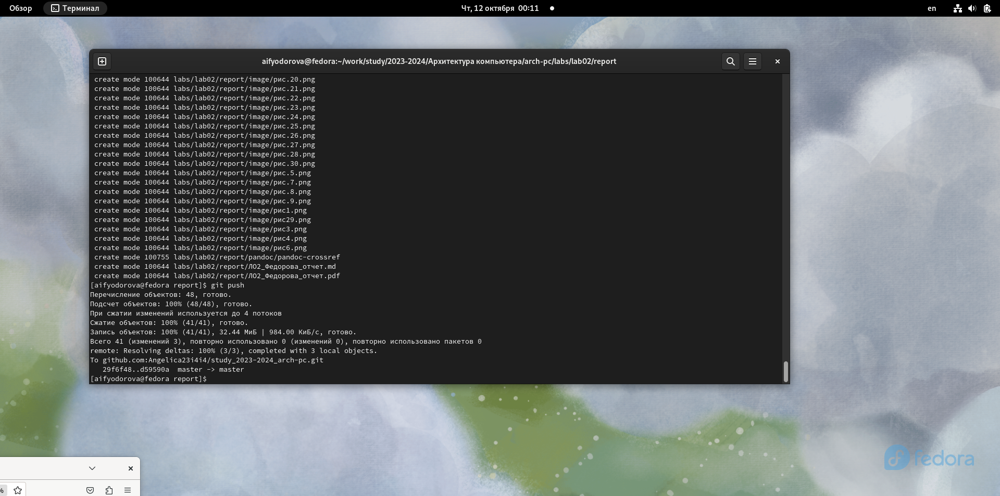 Обзор
Терминал
Чт, 12 октября 00:11
en
aifyodorova@fedora:~/work/study/2023-2024/Архитектура компьютера/arch-pc/labs/lab02/report
create mode 100644 labs/lab02/report/image/рис.20.png
create mode 100644 labs/lab02/report/image/рис.21.png
create mode 100644 labs/lab02/report/image/рис.22.png
create mode 100644 labs/lab02/report/image/рис.23.png
create mode 100644 labs/lab02/report/image/рис.24.png
create mode 100644 labs/lab02/report/image/рис.25.png
create mode 100644 labs/lab02/report/image/рис.26.png
create mode 100644 labs/lab02/report/image/рис.27.png
create mode 100644 labs/lab02/report/image/рис.28.png
create mode 100644 labs/lab02/report/image/рис.30.png
create mode 100644 labs/lab02/report/image/рис.5.png
create mode 100644 labs/lab02/report/image/рис.7.png
create mode 100644 labs/lab02/report/image/рис.8.png
create mode 100644 labs/lab02/report/image/рис.9.png
create mode 100644 labs/lab02/report/image/рис1.png
create mode 100644 labs/lab02/report/image/рис29.png
create mode 100644 labs/lab02/report/image/рис3.png
create mode 100644 labs/lab02/report/image/рис4.png
create mode 100644 labs/lab02/report/image/рис6.png
create mode 100755 labs/lab02/report/pandoc/pandoc-crossref
create mode 100644 labs/lab02/report/ЛО2_Федорова_отчет.md
create mode 100644 labs/lab02/report/ЛО2_Федорова_отчет.pdf
[aifyodorova@fedora report]$ git push
Перечисление объектов: 48, готово.
Подсчет объектов: 100% (48/48), готово.
При сжатии изменений используется до 4 потоков
Сжатие объектов: 100% (41/41), готово.
Запись объектов: 100% (41/41), 32.44 МиБ | 984.00 КиБ/с, готово.
Всего 41 (изменений 3), повторно использовано 0 (изменений 0), повторно использовано пакетов 0
remote: Resolving deltas: 100% (3/3), completed with 3 local objects.
To github.com:Angelica23i4i4/study_2023-2024_arch-pc.git
29f6f48..d59590a master -> master
[aifyodorova@fedora report]$
fedora
%